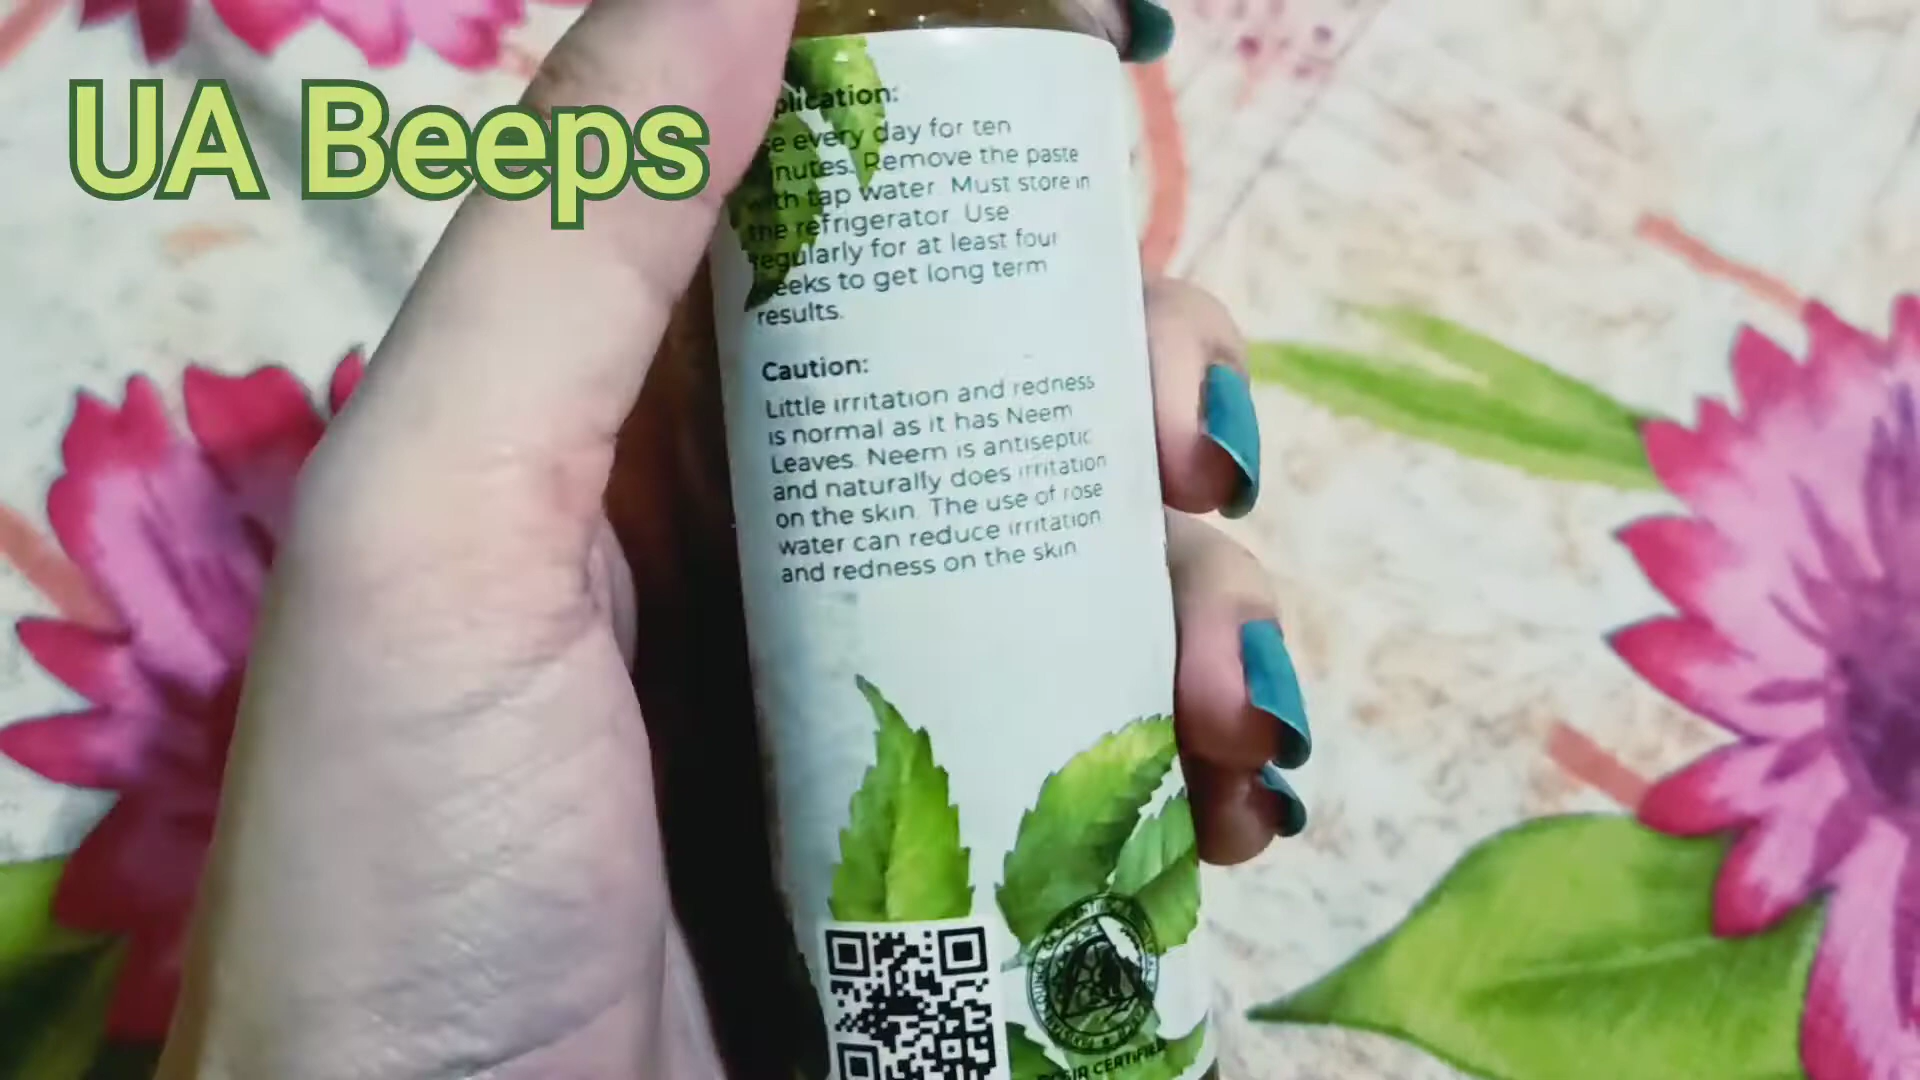 UA Beeps
plication:
se every day for ten
inutes. Remove the paste
with tap water. Must store in
the refrigerator. Use
regularly for at least four
weeks to get long term
results.
Caution:
Little irritation and redness
is normal as it has Neem
Leaves. Neem is antiseptic
and naturally does irritation
on the skin. The use of rose
water can reduce irritation
and redness on the skin
CERTIFIED